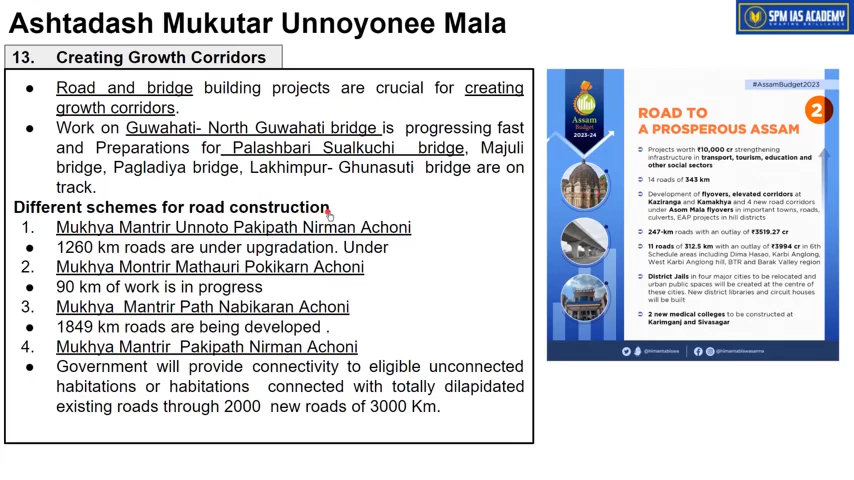 Ashtadash Mukutar Unnoyonee Mala
SPM IAS ACADEMY
SHAPING BRILLIANCE
13. Creating Growth Corridors
● Road and bridge building projects are crucial for creating
growth corridors.
● Work on Guwahati- North Guwahati bridge is progressing fast
and Preparations for Palashbari Sualkuchi bridge, Majuli
bridge, Pagladiya bridge, Lakhimpur- Ghunasuti bridge are on
track.
Different schemes for road construction
1. Mukhya Mantrir Unnoto Pakipath Nirman Achoni
● 1260 km roads are under upgradation. Under
2. Mukhya Montrir Mathauri Pokikarn Achoni
● 90 km of work is in progress
3. Mukhya Mantrir Path Nabikaran Achoni
● 1849 km roads are being developed .
4. Mukhya Mantrir Pakipath Nirman Achoni
● Government will provide connectivity to eligible unconnected
habitations or habitations connected with totally dilapidated
existing roads through 2000 new roads of 3000 Km.
#AssamBudget2023
Assam
Budget
2023-24
ROAD TO
A PROSPEROUS ASSAM
2
Projects worth ₹10,000 cr strengthening
infrastructure in transport, tourism, education and
other social sectors
14 roads of 343 km
Development of flyovers, elevated corridors at
Kaziranga and Kamakhya and 4 new road corridors
under Asom Mala flyovers in important towns, roads,
culverts, EAP projects in hill districts
247-km roads with an outlay of ₹3519.27 cr
11 roads of 312.5 km with an outlay of ₹3994 cr in 6th
Schedule areas including Dima Hasao, Karbi Anglong,
West Karbi Anglong hill, BTR and Barak Valley region
District Jails in four major cities to be relocated and
urban public spaces will be created at the centre of
these cities. New district libraries and circuit houses
will be built
2 new medical colleges to be constructed at
Karimganj and Sivasagar
@himantabiswa
@himantabiswasarma